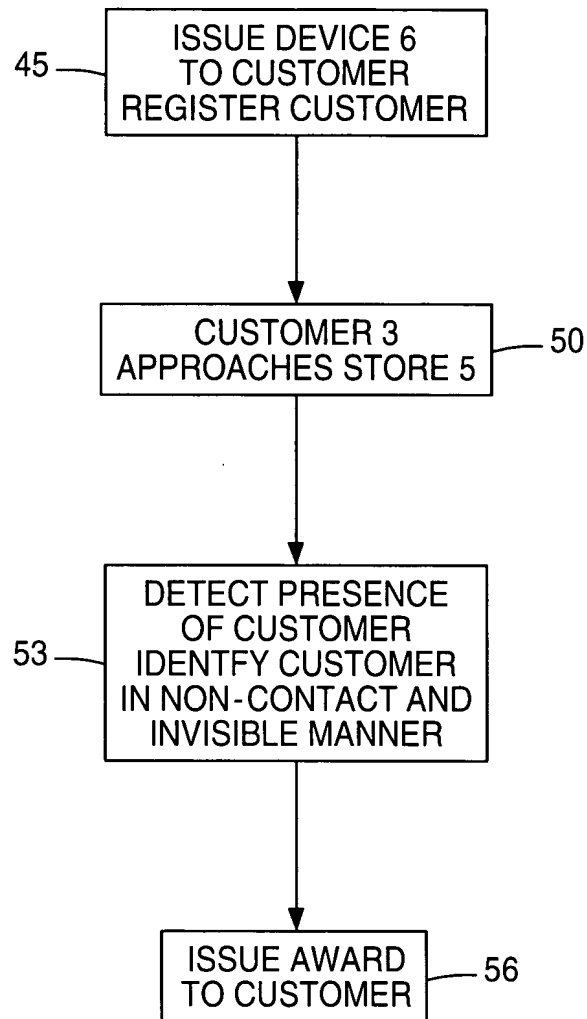 45
ISSUE DEVICE 6
TO CUSTOMER
REGISTER CUSTOMER
CUSTOMER 3
APPROACHES STORE 5
50
53
DETECT PRESENCE
OF CUSTOMER
IDENTFY CUSTOMER
IN NON-CONTACT AND
INVISIBLE MANNER
ISSUE AWARD
TO CUSTOMER
56